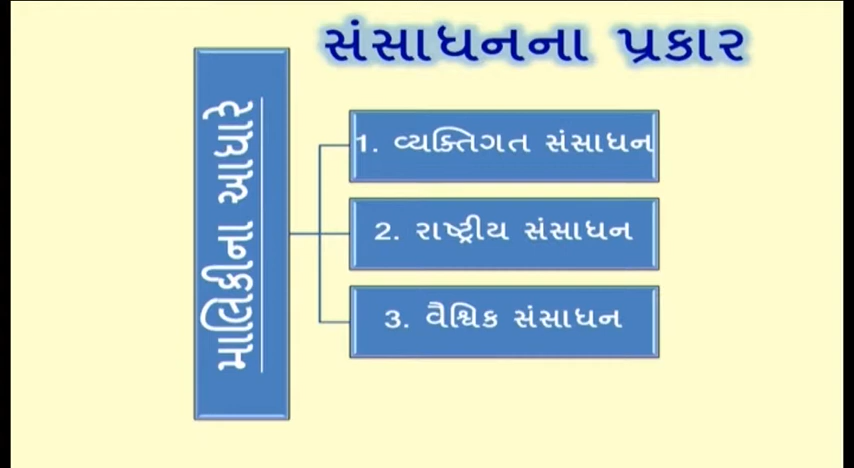 સંસાધનના પ્રકાર
માલિકીના આધારે
1. વ્યક્તિગત સંસાધન
2. રાષ્ટ્રીય સંસાધન
3. વૈશ્વિક સંસાધન